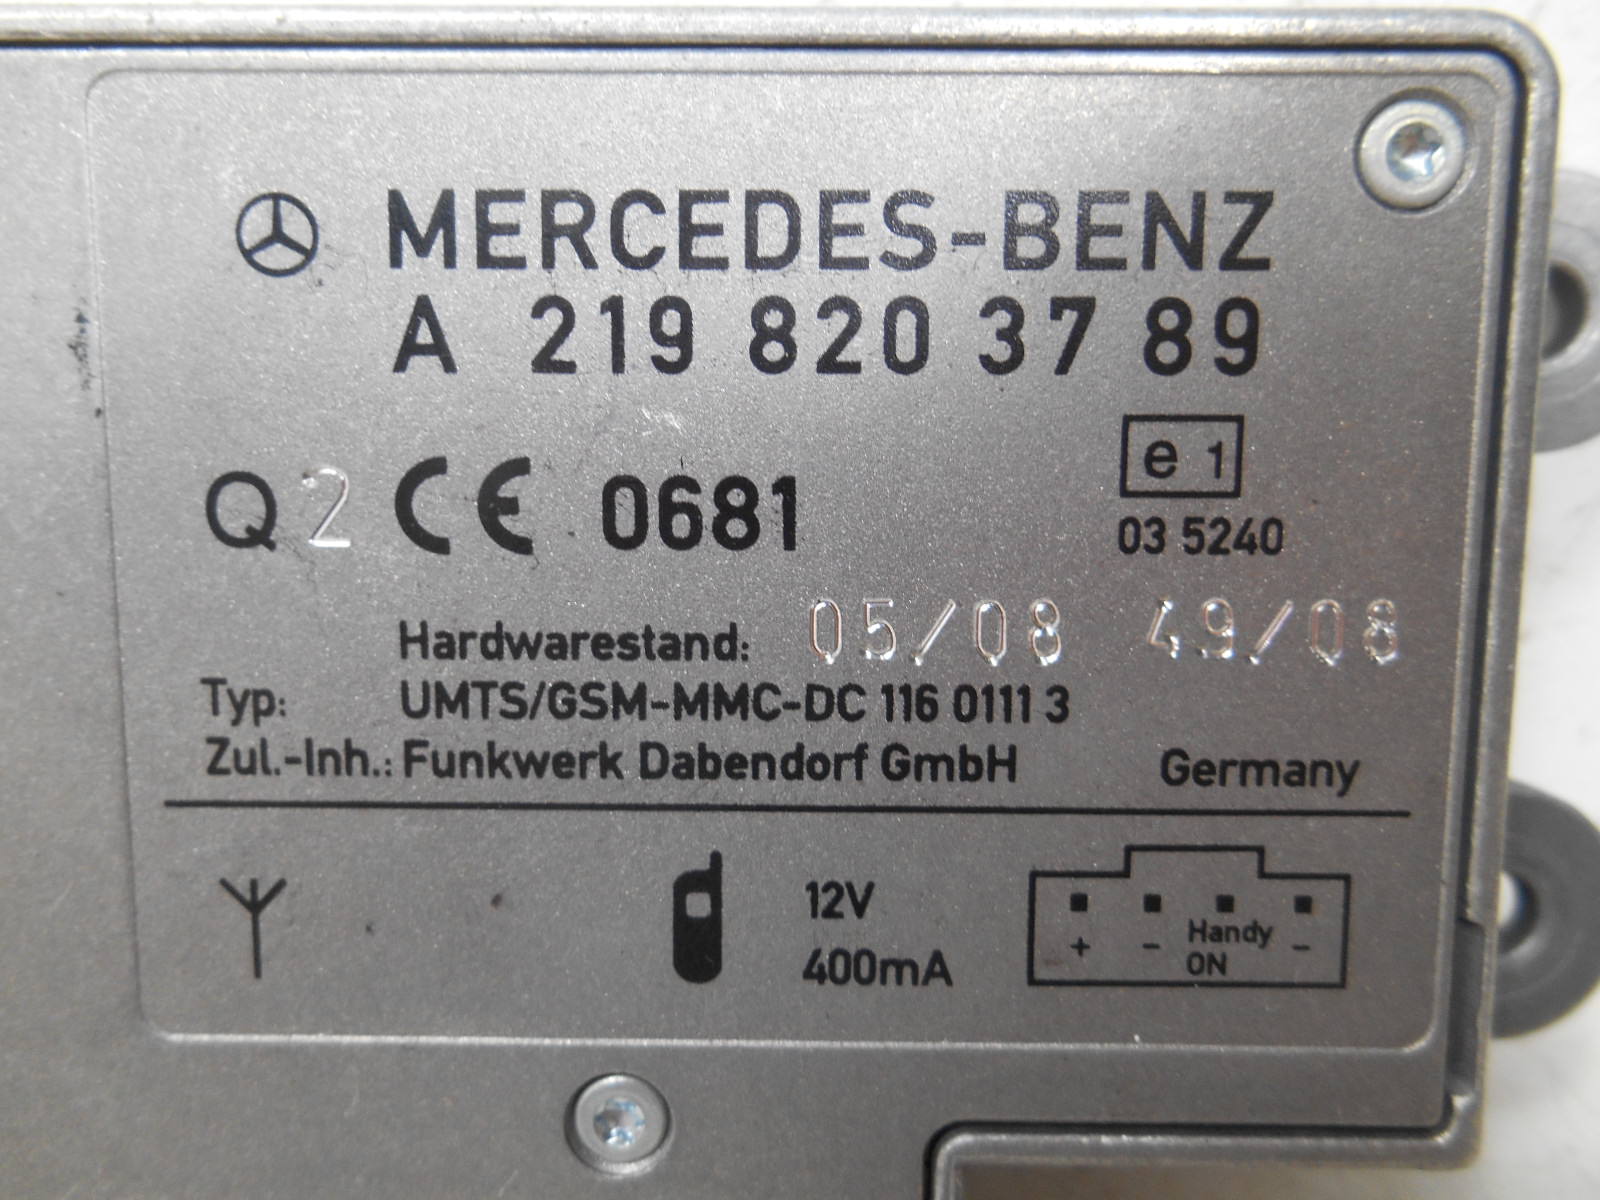 MERCEDES-BENZ
A 219 820 37 89
e 1
Q2 CE 0681
03 5240
Hardwarestand: 05/08 49/08
Typ: UMTS/GSM-MMC-DC 116 0111 3
Zul.-Inh.: Funkwerk Dabendorf GmbH Germany
12V
400mA
+ - Handy -
ON